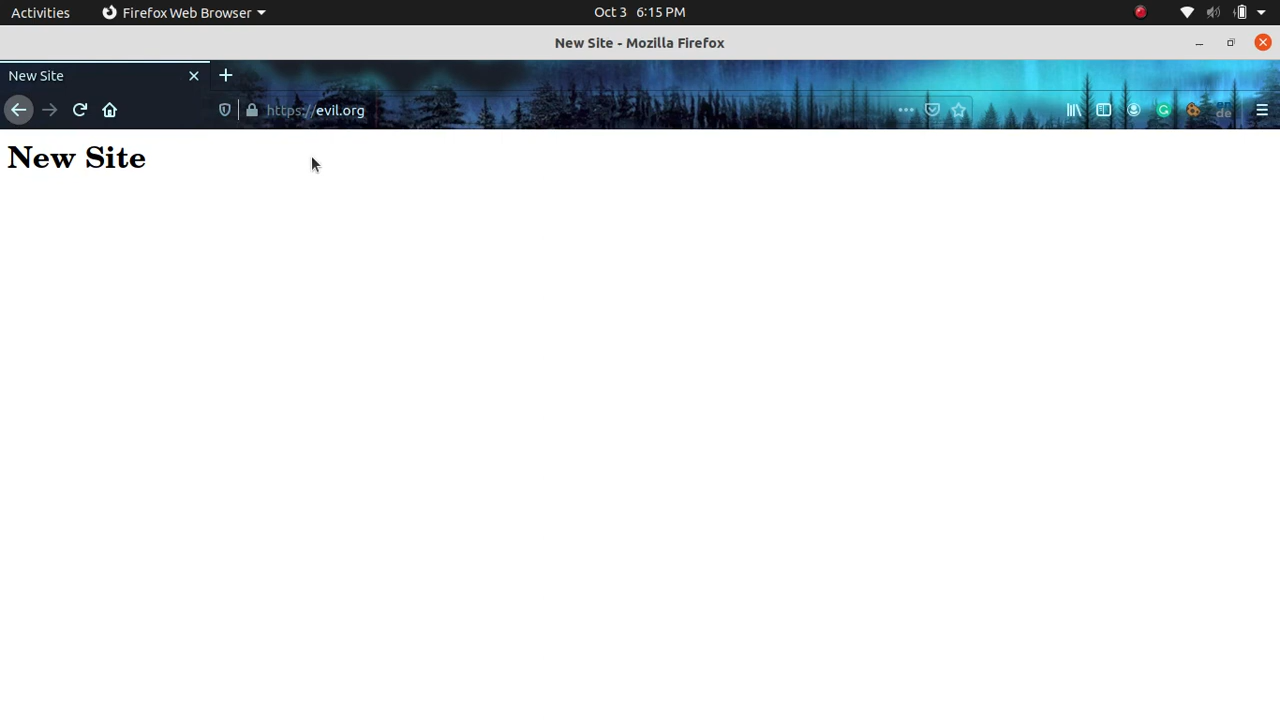 Activities Firefox Web Browser Oct 3 6:15 PM
New Site - Mozilla Firefox
New Site
https://evil.org
de
New Site